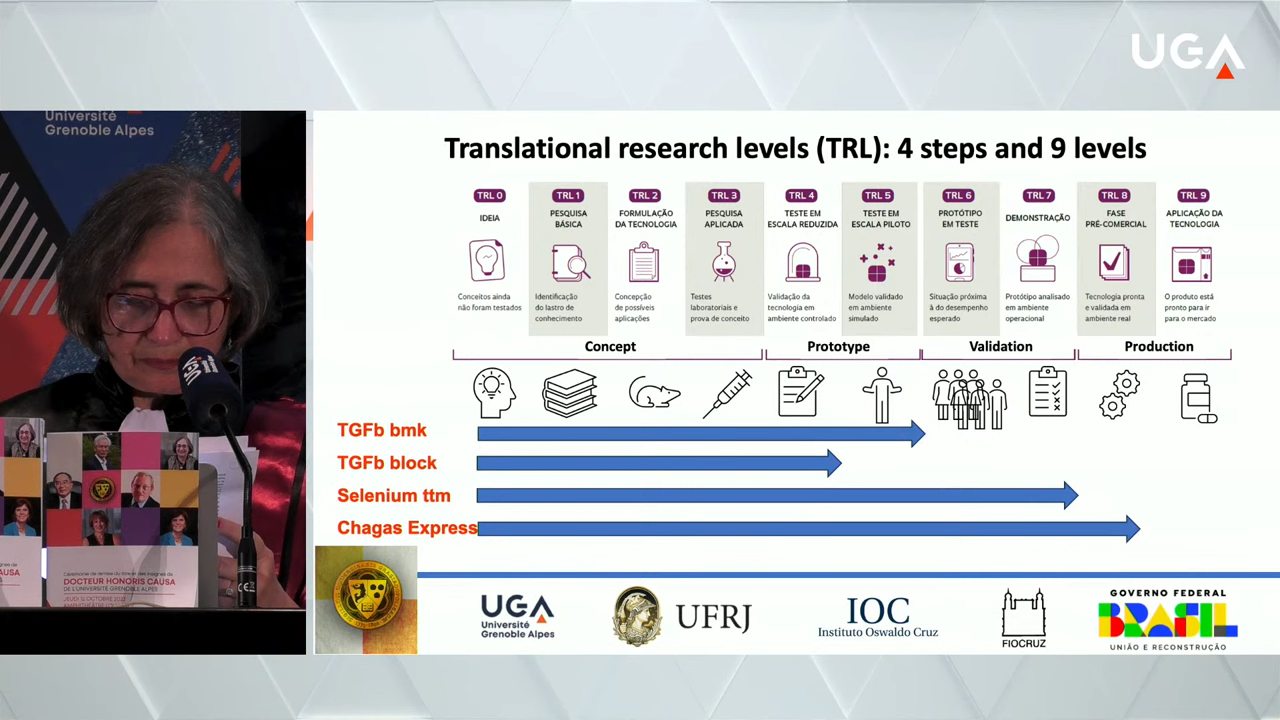 UGA
Université
Grenoble Alpes
Translational research levels (TRL): 4 steps and 9 levels
TRL 0
IDEIA
Conceitos ainda
não foram testados
TRL 1
PESQUISA
BÁSICA
Identificação
do lastro de
conhecimento
TRL 2
FORMULAÇÃO
DA TECNOLOGIA
Concepção
de possíveis
aplicações
TRL 3
PESQUISA
APLICADA
Testes
laboratoriais e
prova de conceito
TRL 4
TESTE EM
ESCALA REDUZIDA
Validação da
tecnologia em
ambiente controlado
TRL 5
TESTE EM
ESCALA PILOTO
Modelo validado
em ambiente
simulado
TRL 6
PROTÓTIPO
EM TESTE
Situação próxima
à do desempenho
esperado
TRL 7
DEMONSTRAÇÃO
Protótipo analisado
em ambiente
operacional
TRL 8
FASE
PRÉ-COMERCIAL
Tecnologia pronta
e validada em
ambiente real
TRL 9
APLICAÇÃO DA
TECNOLOGIA
O produto está
pronto para ir
para o mercado
Concept
Prototype
Validation
Production
TGFb bmk
TGFb block
Selenium ttm
Chagas Express
DOCTEUR HONORIS CAUSA
DE L'UNIVERSITÉ GRENOBLE ALPES
UGA
Université
Grenoble Alpes
UFRJ
IOC
Instituto Oswaldo Cruz
FIOCRUZ
GOVERNO FEDERAL
BRASIL
UNIÃO E RECONSTRUÇÃO